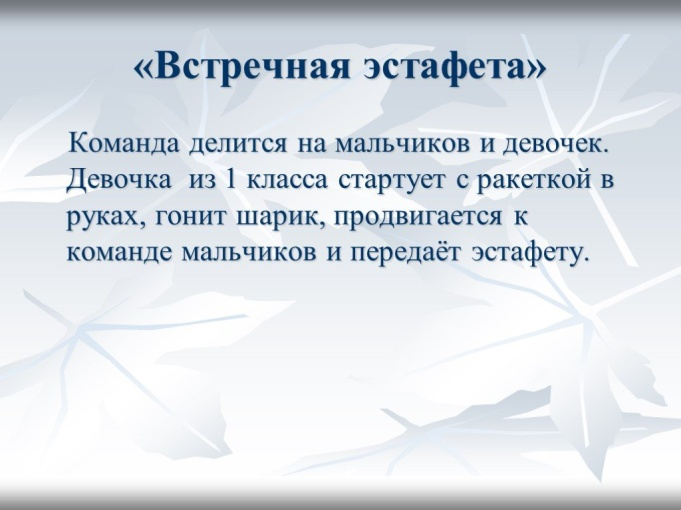 «Встречная эстафета»
Команда делится на мальчиков и девочек.
Девочка из 1 класса стартует с ракеткой в
руках, гонит шарик, продвигается к
команде мальчиков и передаёт эстафету.